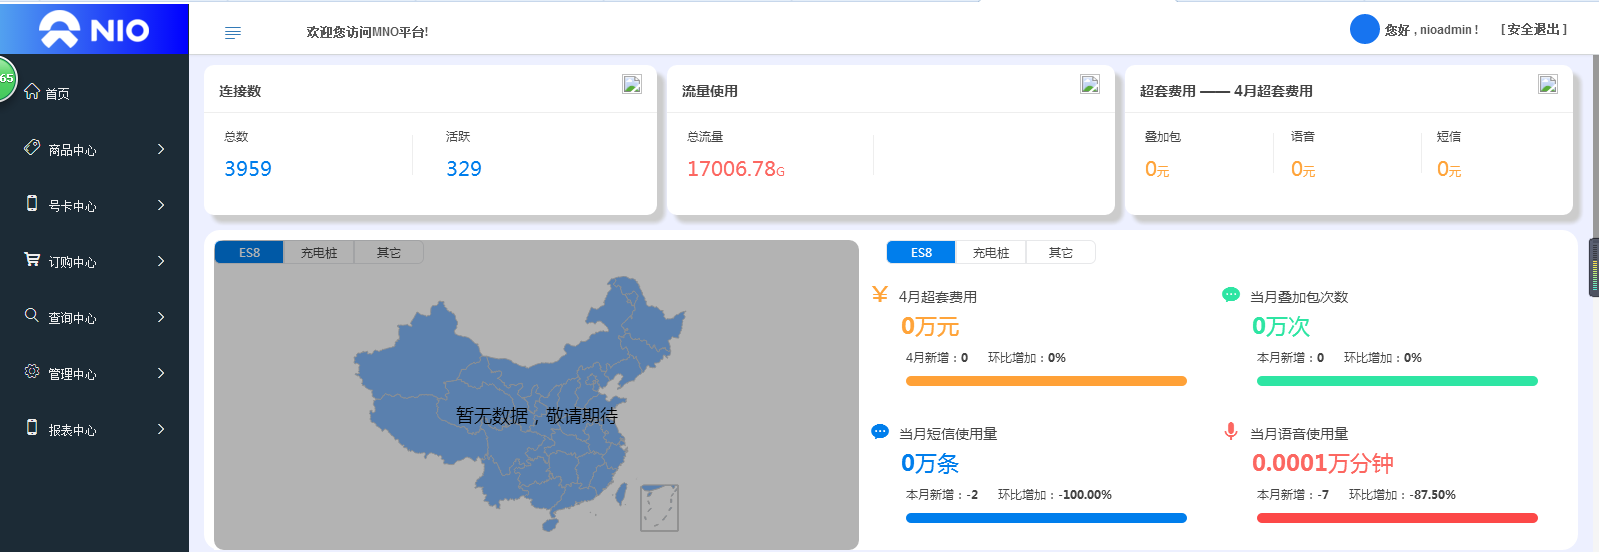 NIO
欢迎您访问MNO平台!
您好 , nioadmin !
[ 安全退出 ]
65
首页
商品中心
号卡中心
订购中心
查询中心
管理中心
报表中心
连接数
总数
活跃
3959
329
流量使用
总流量
17006.78G
超套费用 —— 4月超套费用
叠加包
语音
短信
0元
0元
0元
ES8
充电桩
其它
暂无数据，敬请期待
ES8
充电桩
其它
4月超套费用
0万元
4月新增：0 环比增加：0%
当月叠加包次数
0万次
本月新增：0 环比增加：0%
当月短信使用量
0万条
本月新增：-2 环比增加：-100.00%
当月语音使用量
0.0001万分钟
本月新增：-7 环比增加：-87.50%